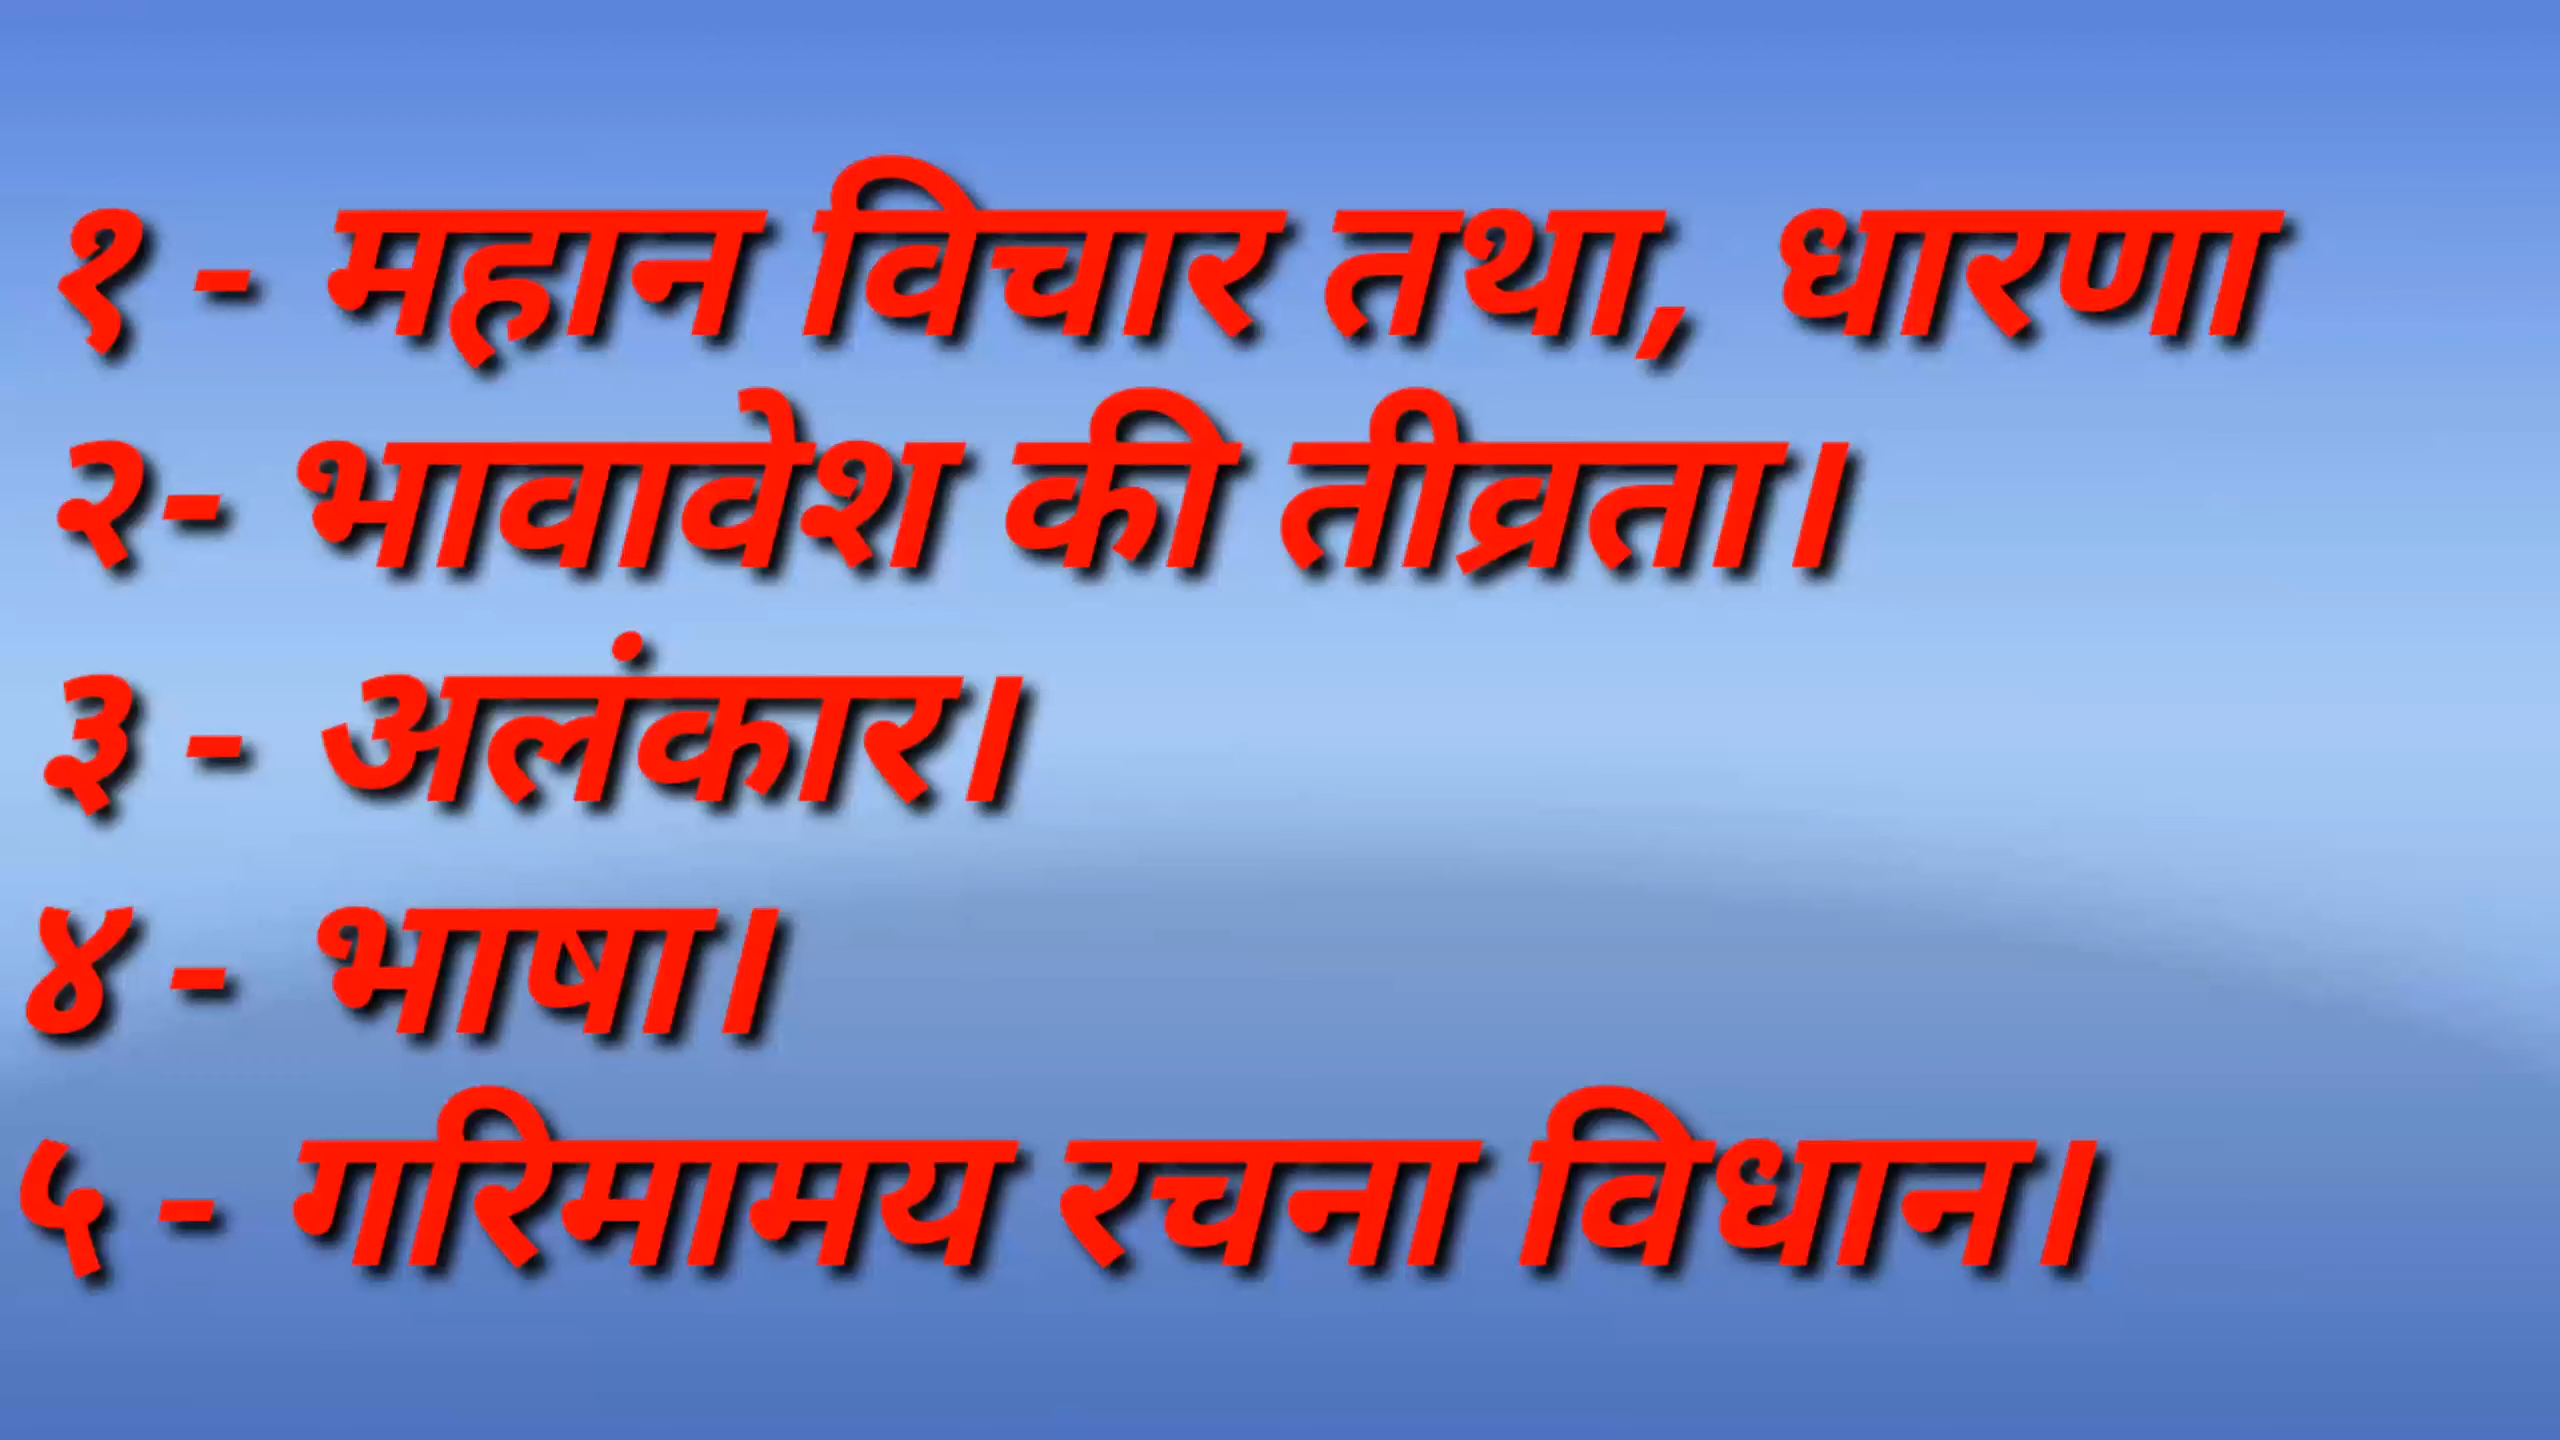 १ - महान विचार तथा, धारणा
२- भावावेश की तीव्रता।
३ - अलंकार।
४ - भाषा।
५ - गरिमामय रचना विधान।